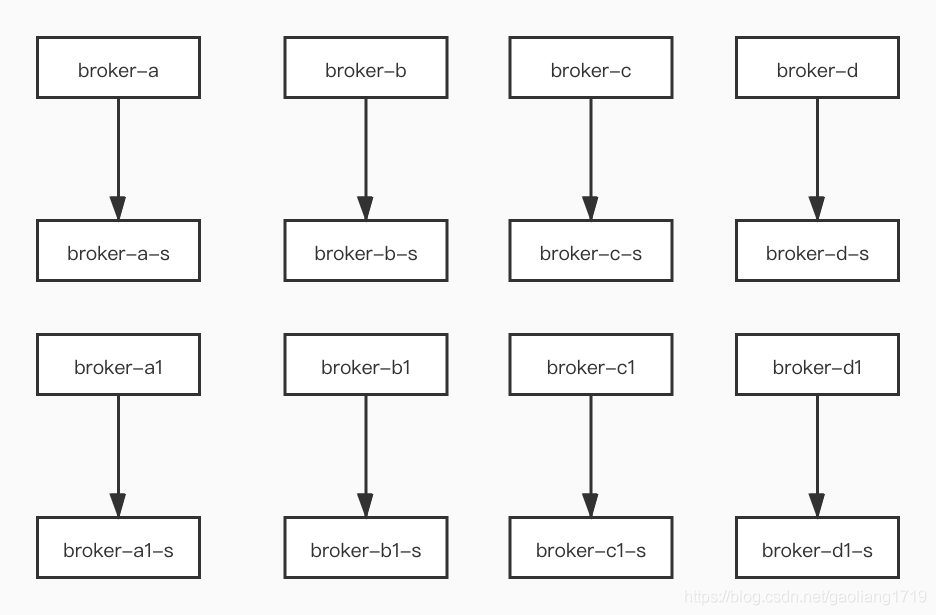 broker-a
broker-b
broker-c
broker-d
broker-a-s
broker-b-s
broker-c-s
broker-d-s
broker-a1
broker-b1
broker-c1
broker-d1
broker-a1-s
broker-b1-s
broker-c1-s
broker-d1-s
https://blog.csdn.net/gaoliang1719